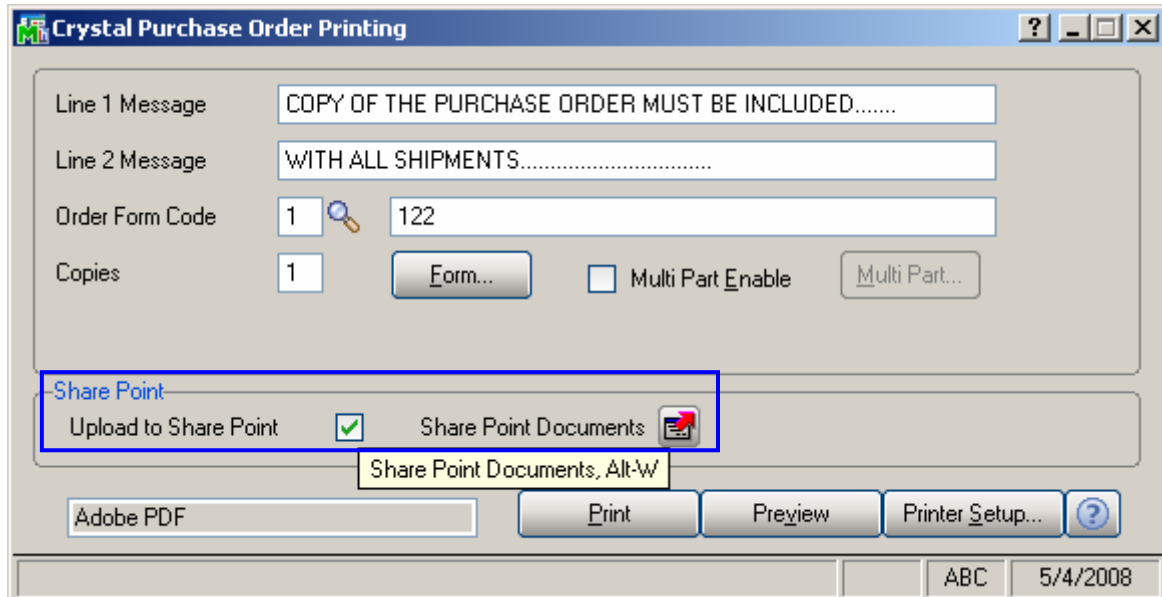 Crystal Purchase Order Printing
Line 1 Message COPY OF THE PURCHASE ORDER MUST BE INCLUDED.......
Line 2 Message WITH ALL SHIPMENTS................................
Order Form Code 1 122
Copies 1 Form... Multi Part Enable Multi Part...
Share Point
Upload to Share Point Share Point Documents
Share Point Documents, Alt-W
Adobe PDF Print Preview Printer Setup...
ABC 5/4/2008